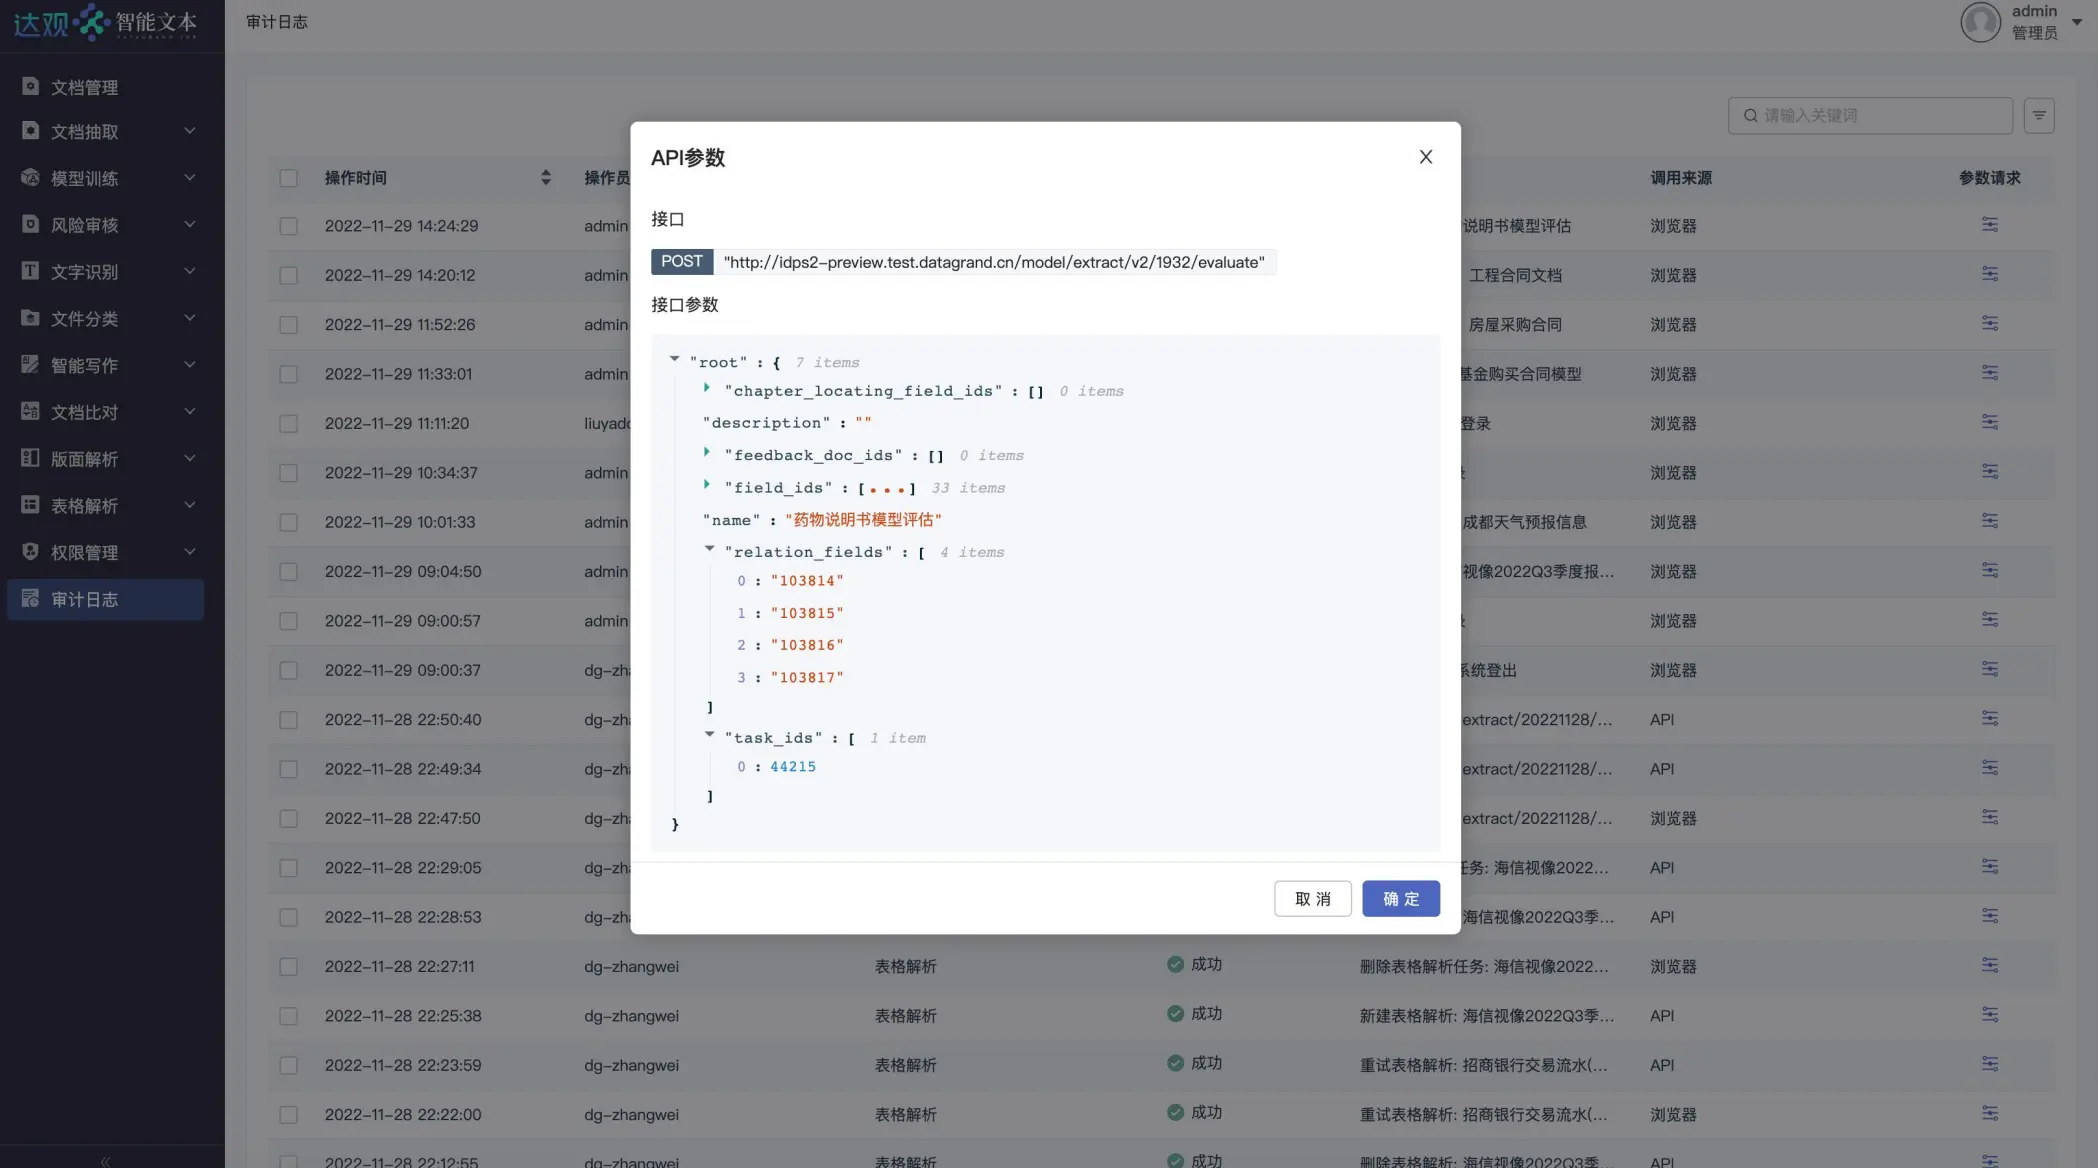 达观 智能文本
DATAGRAND IDP
审计日志
admin
管理员
文档管理
文档抽取
模型训练
风险审核
文字识别
文件分类
智能写作
文档比对
版面解析
表格解析
权限管理
审计日志
请输入关键词
操作时间 操作员 调用来源 参数请求
2022-11-29 14:24:29 admin 说明书模型评估 浏览器
2022-11-29 14:20:12 admin 工程合同文档 浏览器
2022-11-29 11:52:26 admin 房屋采购合同 浏览器
2022-11-29 11:33:01 admin 基金购买合同模型 浏览器
2022-11-29 11:11:20 liuyado 登录 浏览器
2022-11-29 10:34:37 admin 浏览器
2022-11-29 10:01:33 admin 成都天气预报信息 浏览器
2022-11-29 09:04:50 admin 视像2022Q3季度报... 浏览器
2022-11-29 09:00:57 admin 浏览器
2022-11-29 09:00:37 dg-zha 系统登出 浏览器
2022-11-28 22:50:40 dg-zha extract/20221128/... API
2022-11-28 22:49:34 dg-zha extract/20221128/... API
2022-11-28 22:47:50 dg-zha extract/20221128/... 浏览器
2022-11-28 22:29:05 dg-zha 任务: 海信视像2022... API
2022-11-28 22:28:53 dg-zha 海信视像2022Q3季... API
2022-11-28 22:27:11 dg-zhangwei 表格解析 成功 删除表格解析任务: 海信视像2022... 浏览器
2022-11-28 22:25:38 dg-zhangwei 表格解析 成功 新建表格解析: 海信视像2022Q3季... API
2022-11-28 22:23:59 dg-zhangwei 表格解析 成功 重试表格解析: 招商银行交易流水(... API
2022-11-28 22:22:00 dg-zhangwei 表格解析 成功 重试表格解析: 招商银行交易流水(... 浏览器
2022-11-28 22:12:55 dg-zhangwei 表格解析 成功 删除表格解析任务: 海信视像2022... API
API参数
接口
POST "http://idps2-preview.test.datagrand.cn/model/extract/v2/1932/evaluate"
接口参数
"root" : { 7 items
"chapter_locating_field_ids" : [] 0 items
"description" : ""
"feedback_doc_ids" : [] 0 items
"field_ids" : [...] 33 items
"name" : "药物说明书模型评估"
"relation_fields" : [ 4 items
0 : "103814"
1 : "103815"
2 : "103816"
3 : "103817"
]
"task_ids" : [ 1 item
0 : 44215
]
}
取 消 确 定